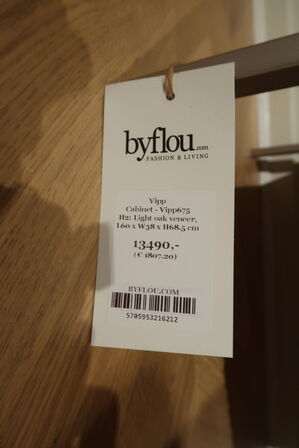 byflou.com
FASHION & LIVING
Vipp
Cabinet - Vipp675
H2: Light oak veneer,
L60 x W38 x H68.5 cm
13490,-
(€ 1807.20)
BYFLOU.COM
5705953216212